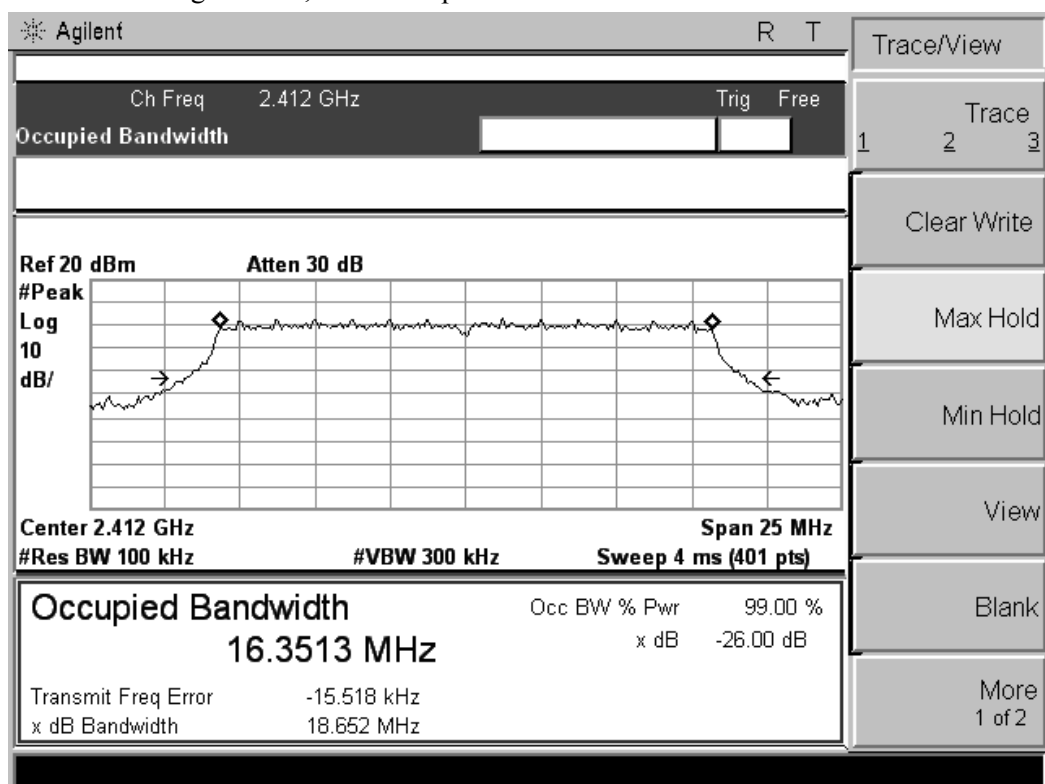 Agilent R T
Trace/View
Ch Freq 2.412 GHz Trig Free
Occupied Bandwidth
Trace
1 2 3
Clear Write
Ref 20 dBm Atten 30 dB
#Peak
Log
10
dB/
Max Hold
Min Hold
View
Center 2.412 GHz Span 25 MHz
#Res BW 100 kHz #VBW 300 kHz Sweep 4 ms (401 pts)
Occupied Bandwidth Occ BW % Pwr 99.00 %
16.3513 MHz x dB -26.00 dB
Blank
Transmit Freq Error -15.518 kHz
x dB Bandwidth 18.652 MHz
More
1 of 2